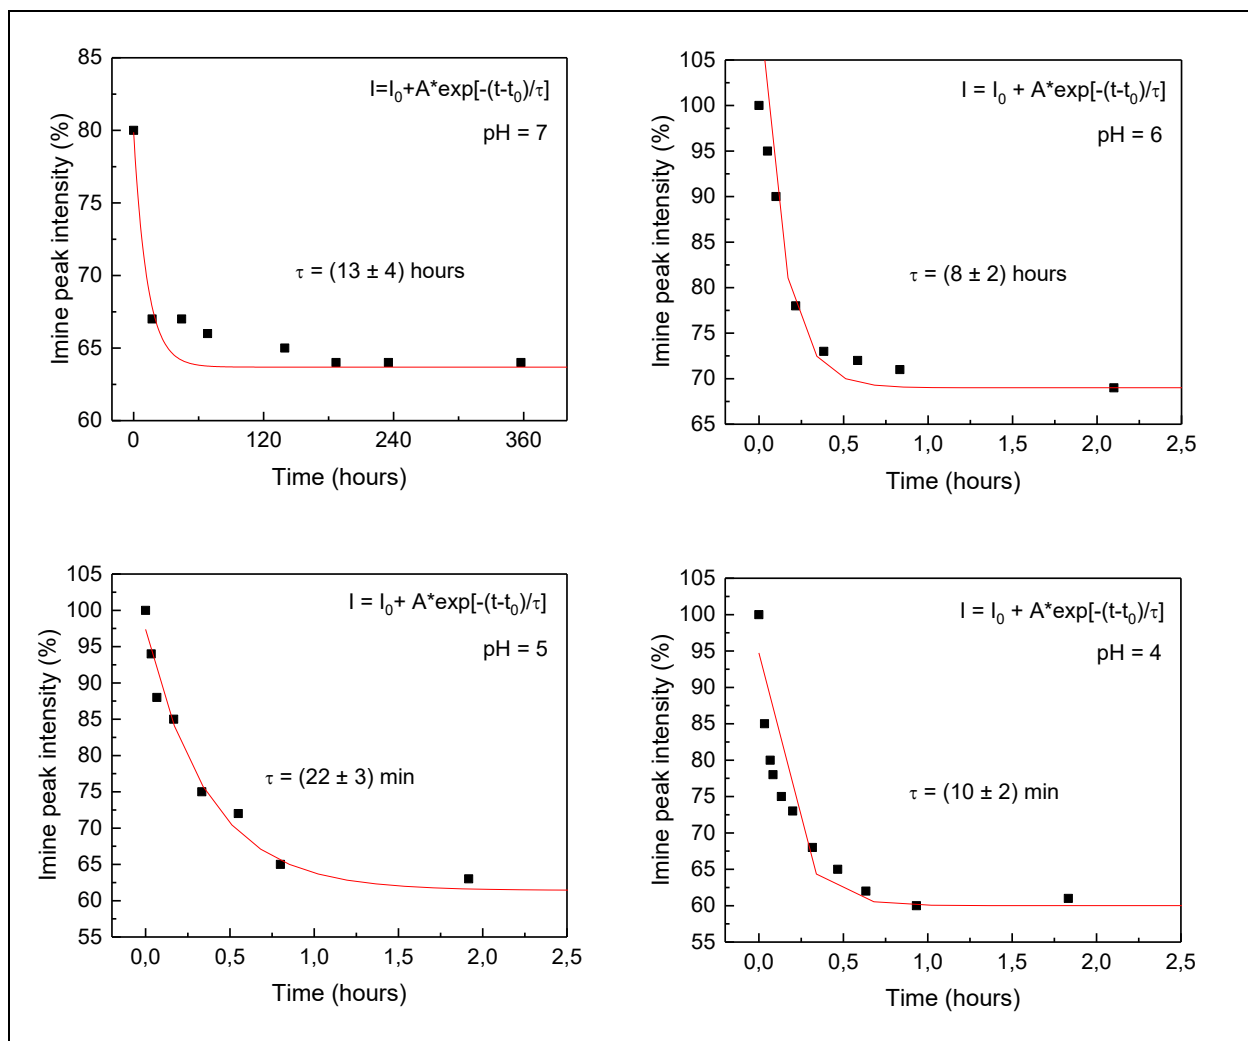 85
80
75
70
65
60
Imine peak intensity (%)
I=I₀+A*exp[-(t-t₀)/τ]
pH = 7
τ = (13 ± 4) hours
0
120
240
360
Time (hours)
105
100
95
90
85
80
75
70
65
Imine peak intensity (%)
I = I₀ + A*exp[-(t-t₀)/τ]
pH = 6
τ = (8 ± 2) hours
0,0
0,5
1,0
1,5
2,0
2,5
Time (hours)
105
100
95
90
85
80
75
70
65
60
55
Imine peak intensity (%)
I = I₀+ A*exp[-(t-t₀)/τ]
pH = 5
τ = (22 ± 3) min
0,0
0,5
1,0
1,5
2,0
2,5
Time (hours)
105
100
95
90
85
80
75
70
65
60
55
Imine peak intensity (%)
I = I₀ + A*exp[-(t-t₀)/τ]
pH = 4
τ = (10 ± 2) min
0,0
0,5
1,0
1,5
2,0
2,5
Time (hours)